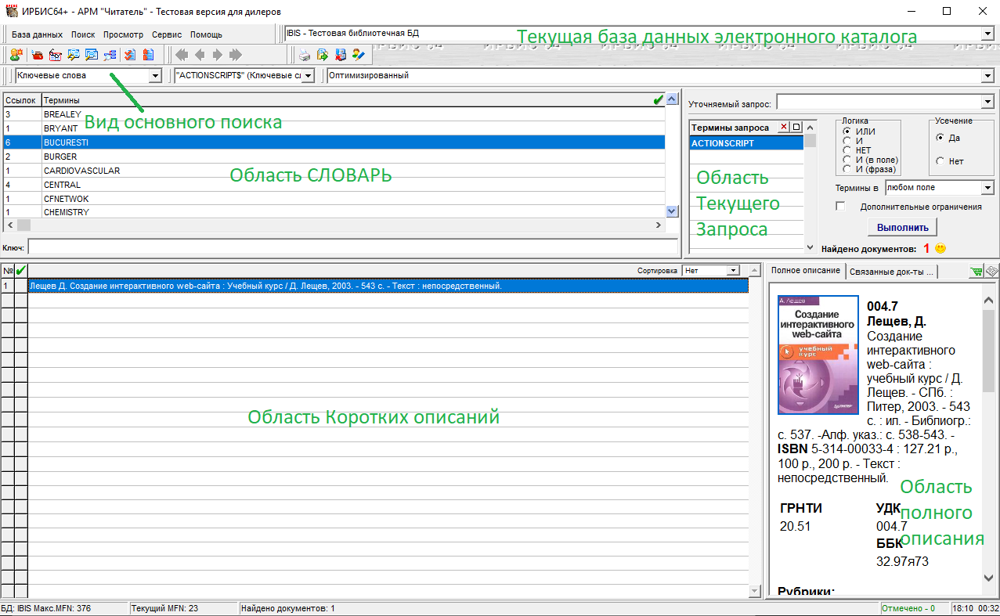 ИРБИС64+ - АРМ "Читатель" - Тестовая версия для дилеров
База данных Поиск Просмотр Сервис Помощь
IBIS - Тестовая библиотечная БД
Текущая база данных электронного каталога
Ключевые слова
"ACTIONSCRIPT$" (Ключевые сл
Оптимизированный
Вид основного поиска
Ссылок Термины
3 BREALEY
1 BRYANT
6 BUCURESTI
2 BURGER
1 CARDIOVASCULAR
4 CENTRAL
1 CFNETWOK
1 CHEMISTRY
Область СЛОВАРЬ
Ключ:
Уточняемый запрос:
Термины запроса
ACTIONSCRIPT
Область
Текущего
Запроса
Логика
ИЛИ
И
НЕТ
И (в поле)
И (фраза)
Усечение
Да
Нет
Термины в любом поле
Дополнительные ограничения
Выполнить
Найдено документов: 1
№ Сортировка Нет
1 Лещев Д. Создание интерактивного web-сайта : Учебный курс / Д. Лещев, 2003. - 543 с. - Текст : непосредственный.
Область Коротких описаний
Полное описание Связанные док-ты ...
А. Лещев
Создание
интерактивного
web-сайта
учебный
курс
ПИТЕР
004.7
Лещев, Д.
Создание
интерактивного
web-сайта :
учебный курс / Д.
Лещев. - СПб. :
Питер, 2003. - 543
с. : ил. - Библиогр.:
с. 537. -Алф. указ.: с. 538-543. -
ISBN 5-314-00033-4 : 127.21 р.,
100 р., 200 р. - Текст :
непосредственный.
Область
полного
описания
ГРНТИ УДК
20.51 004.7
ББК
32.97я73
Рубрики:
БД: IBIS Макс.MFN: 376
Текущий MFN: 23
Найдено документов: 1
Отмечено - 0
18:10 00:32